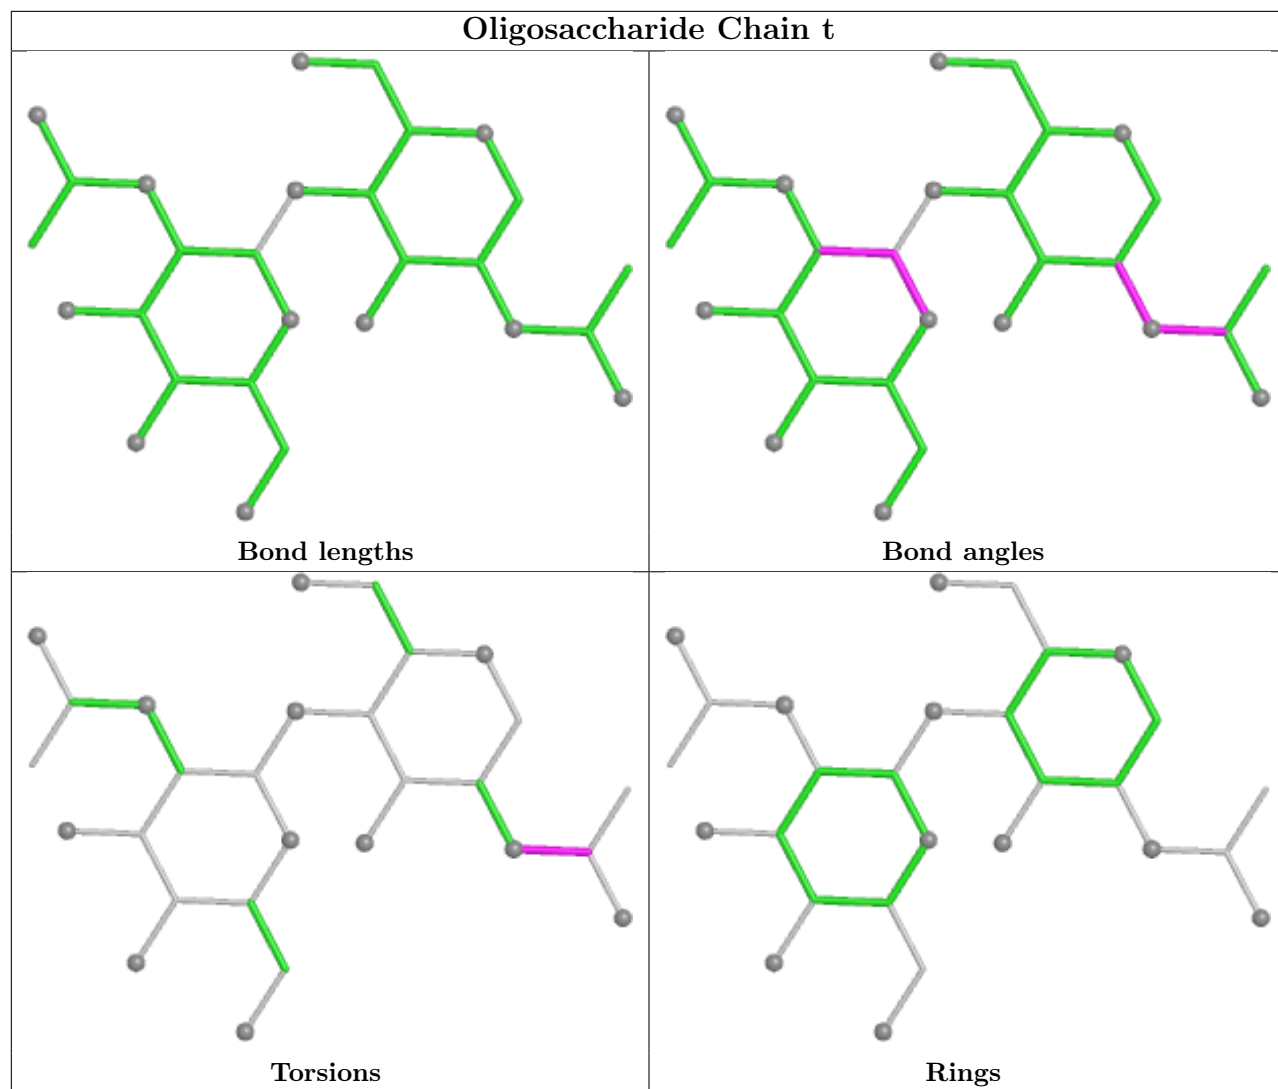 Oligosaccharide Chain t
Bond lengths
Bond angles
Torsions
Rings